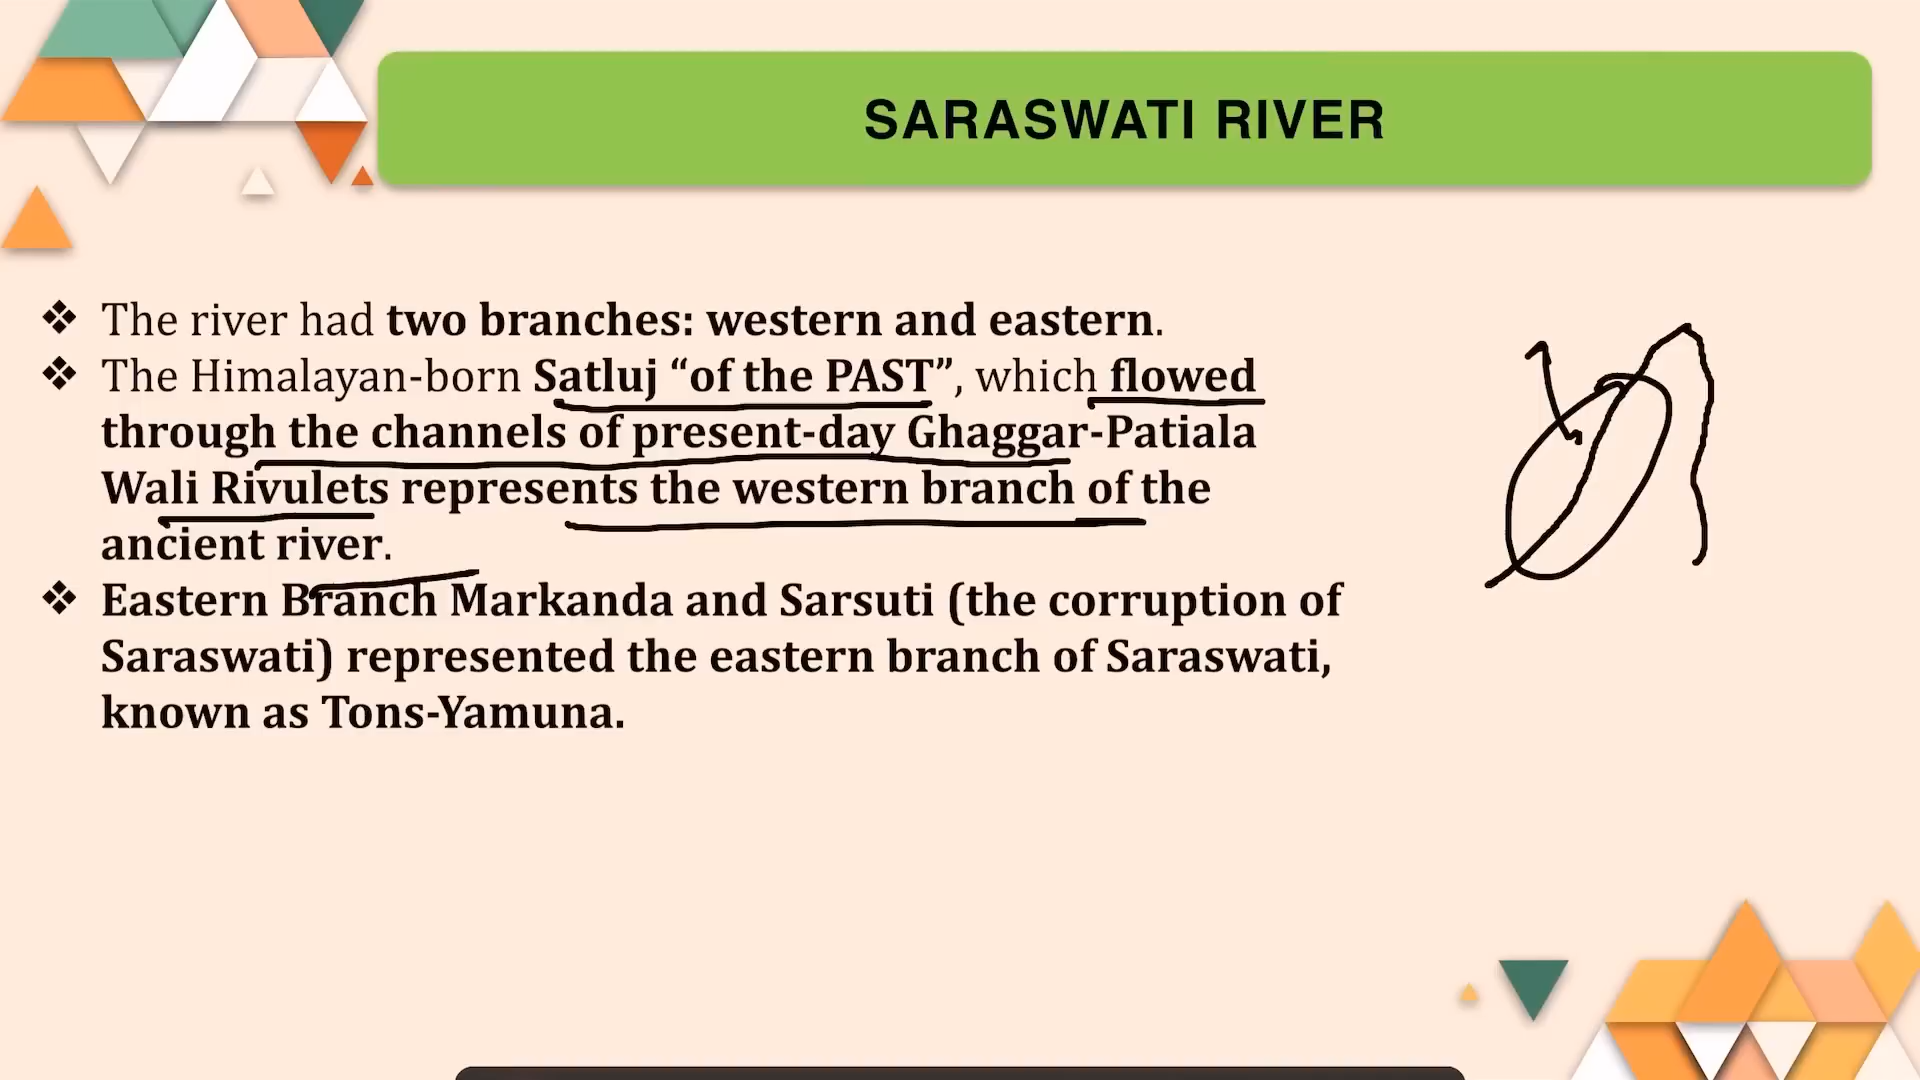 SARASWATI RIVER
❖ The river had two branches: western and eastern.
❖ The Himalayan-born Satluj “of the PAST”, which flowed
through the channels of present-day Ghaggar-Patiala
Wali Rivulets represents the western branch of the
ancient river.
❖ Eastern Branch Markanda and Sarsuti (the corruption of
Saraswati) represented the eastern branch of Saraswati,
known as Tons-Yamuna.